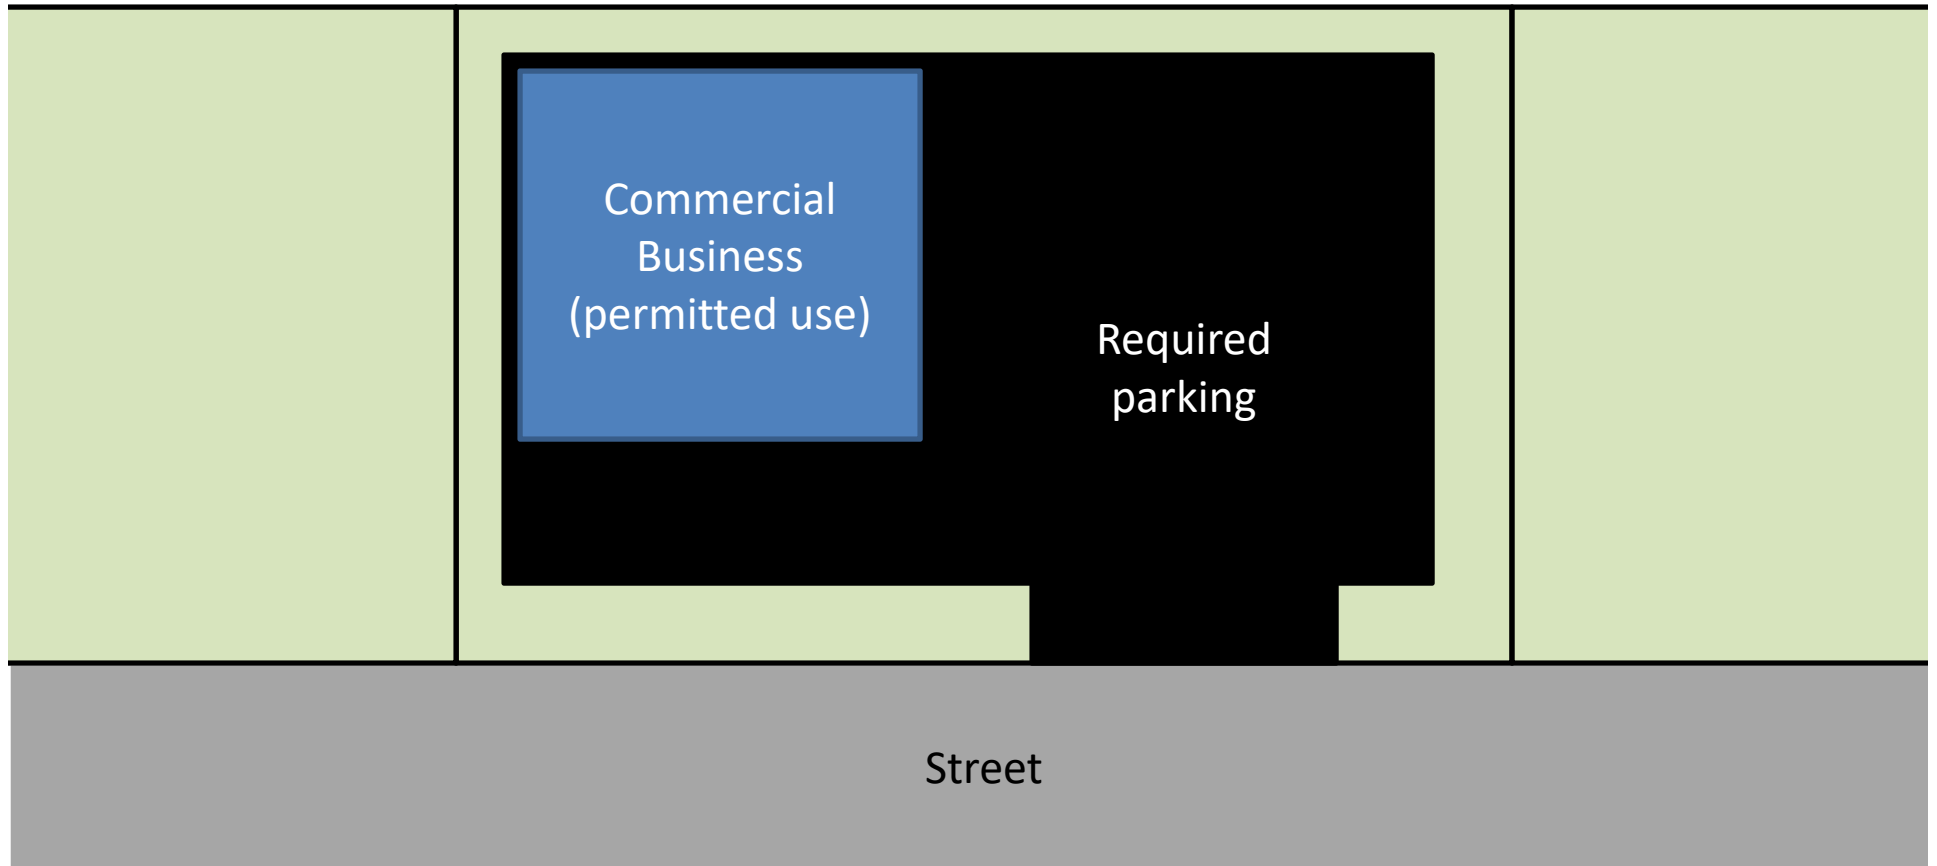 Commercial
Business
(permitted use)
Required
parking
Street